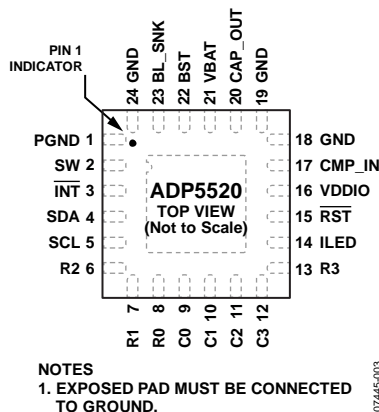 PIN 1
INDICATOR
24 GND
23 BL_SNK
22 BST
21 VBAT
20 CAP_OUT
19 GND
PGND 1
SW 2
INT 3
SDA 4
SCL 5
R2 6
18 GND
17 CMP_IN
16 VDDIO
15 RST
14 ILED
13 R3
ADP5520
TOP VIEW
(Not to Scale)
R1 7
R0 8
C0 9
C1 10
C2 11
C3 12
NOTES
1. EXPOSED PAD MUST BE CONNECTED
TO GROUND.
07445-003